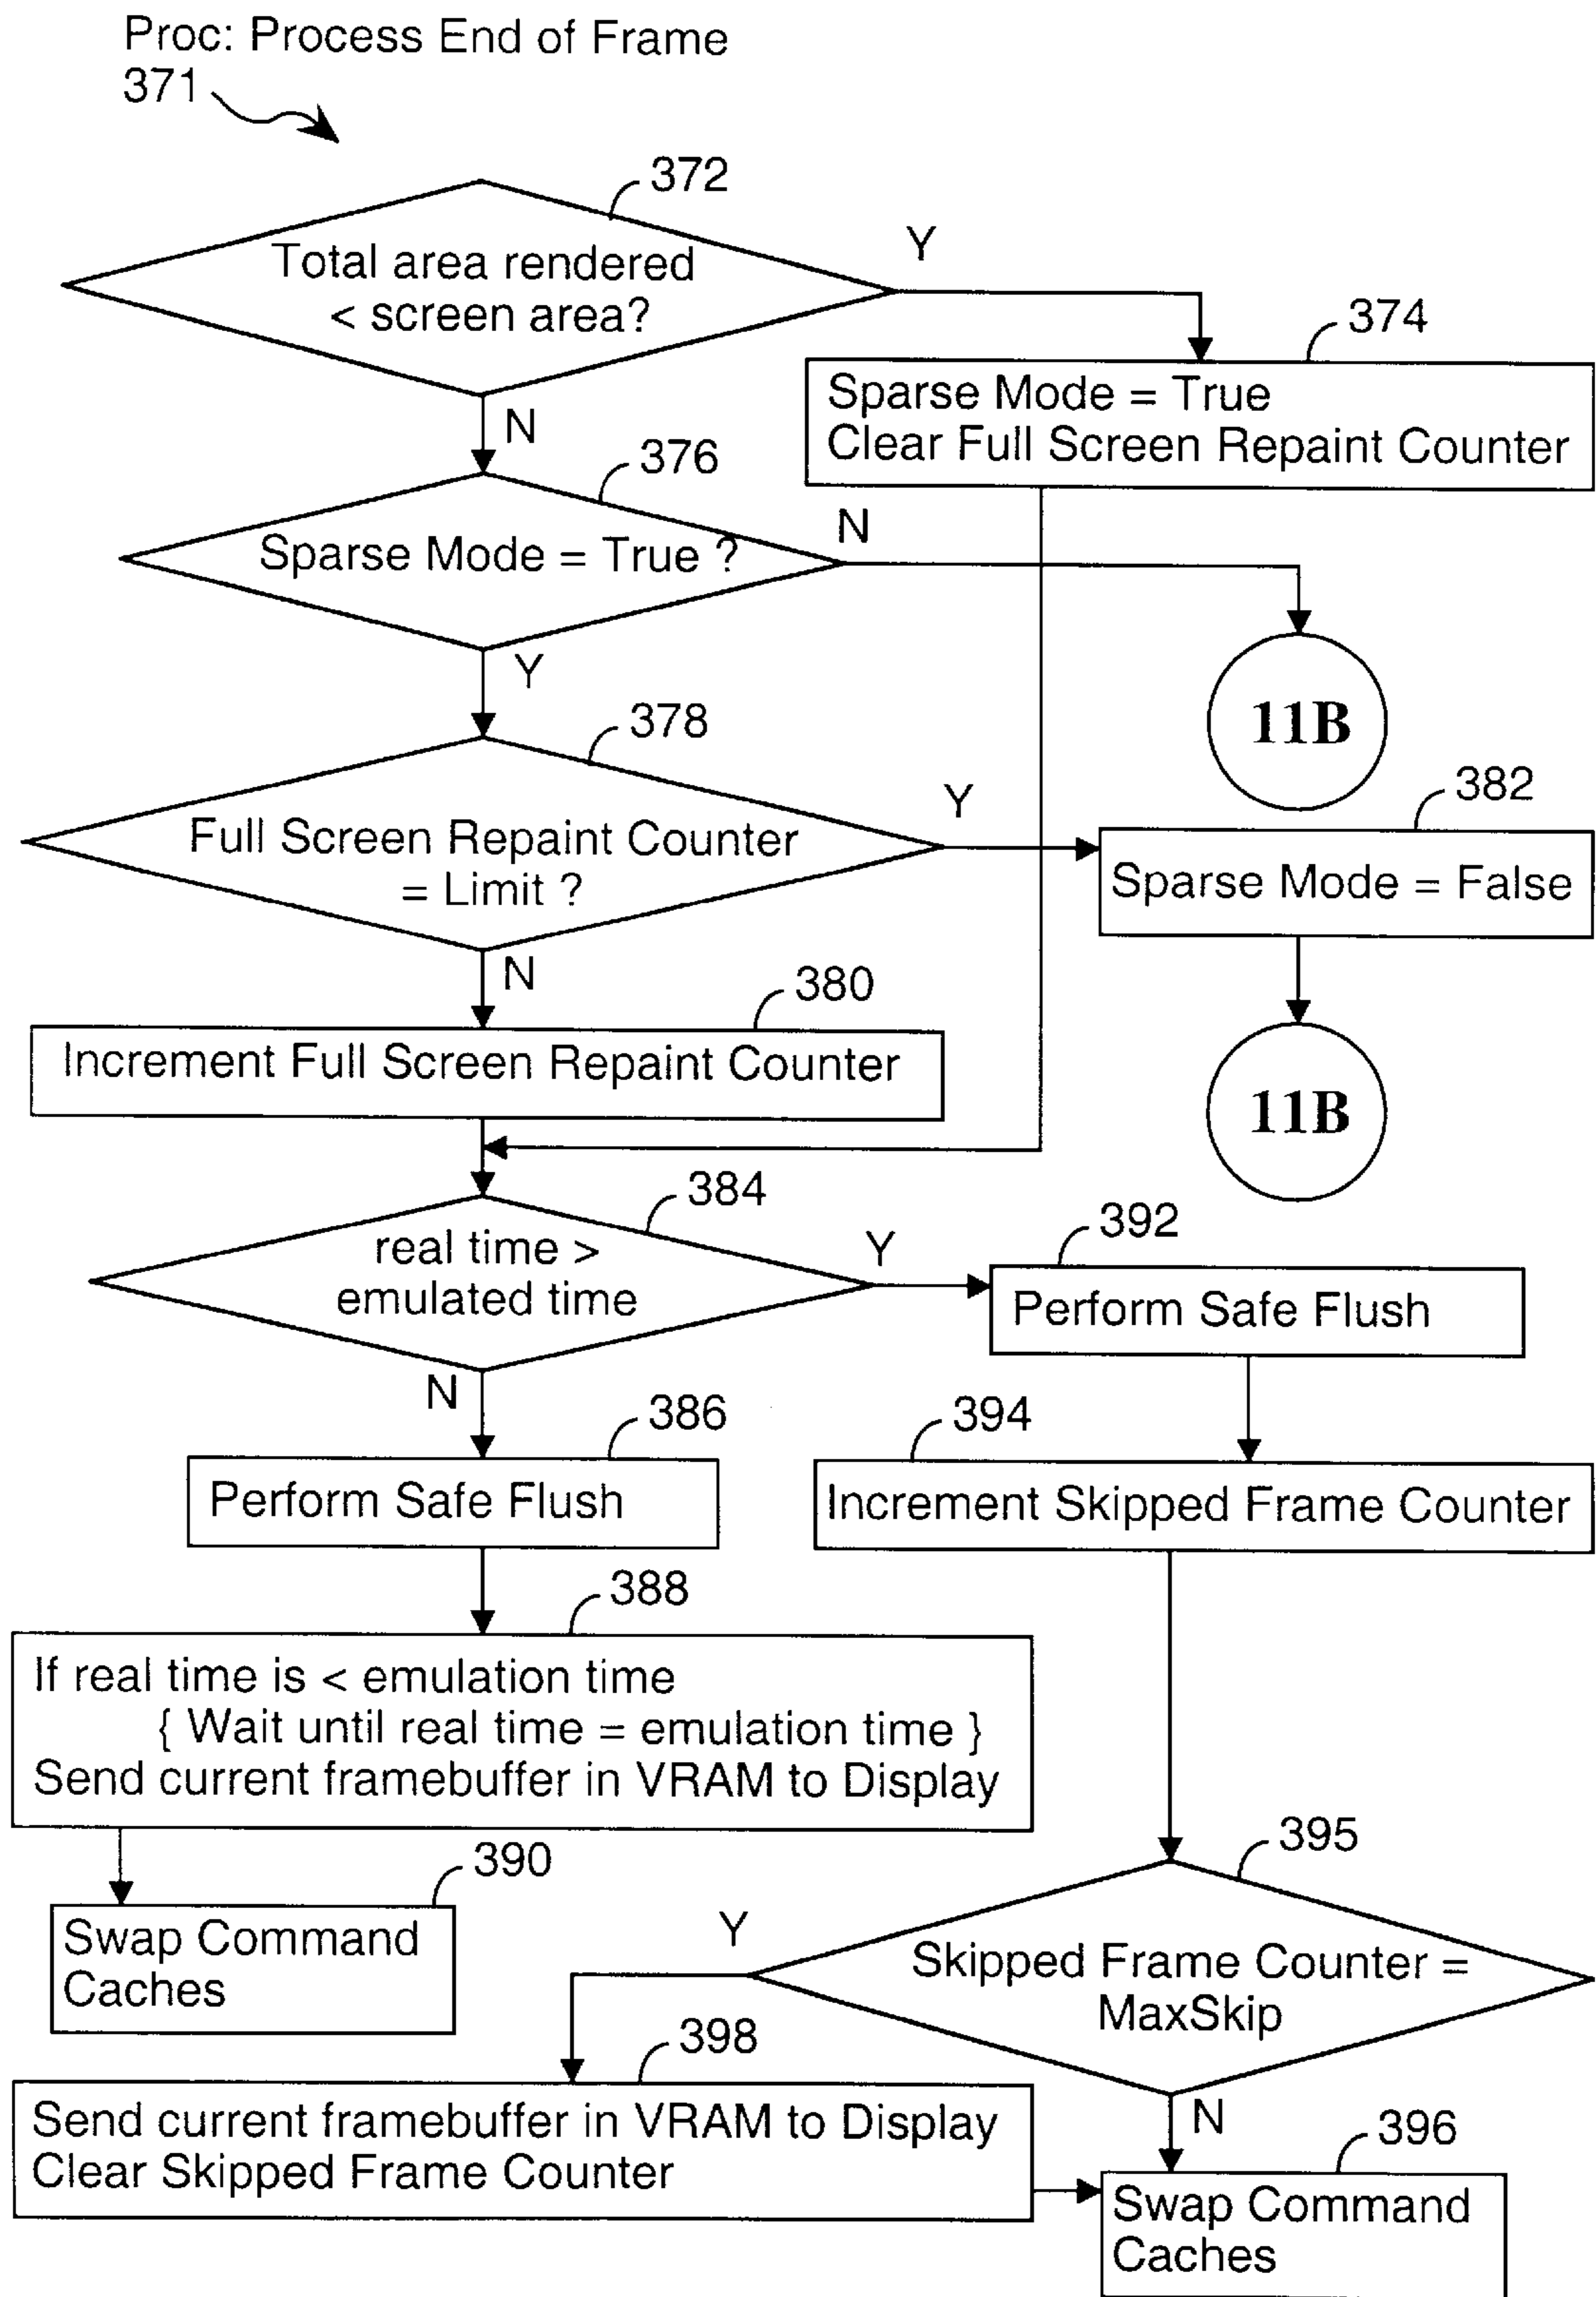 Proc: Process End of Frame
371
372
Total area rendered
< screen area?
Y
N
374
Sparse Mode = True
Clear Full Screen Repaint Counter
376
Sparse Mode = True ?
N
Y
11B
378
Full Screen Repaint Counter
= Limit ?
Y
N
382
Sparse Mode = False
11B
380
Increment Full Screen Repaint Counter
384
real time >
emulated time
Y
N
392
Perform Safe Flush
386
Perform Safe Flush
394
Increment Skipped Frame Counter
388
If real time is < emulation time
{ Wait until real time = emulation time }
Send current framebuffer in VRAM to Display
390
Swap Command
Caches
395
Skipped Frame Counter =
MaxSkip
Y
N
398
Send current framebuffer in VRAM to Display
Clear Skipped Frame Counter
396
Swap Command
Caches